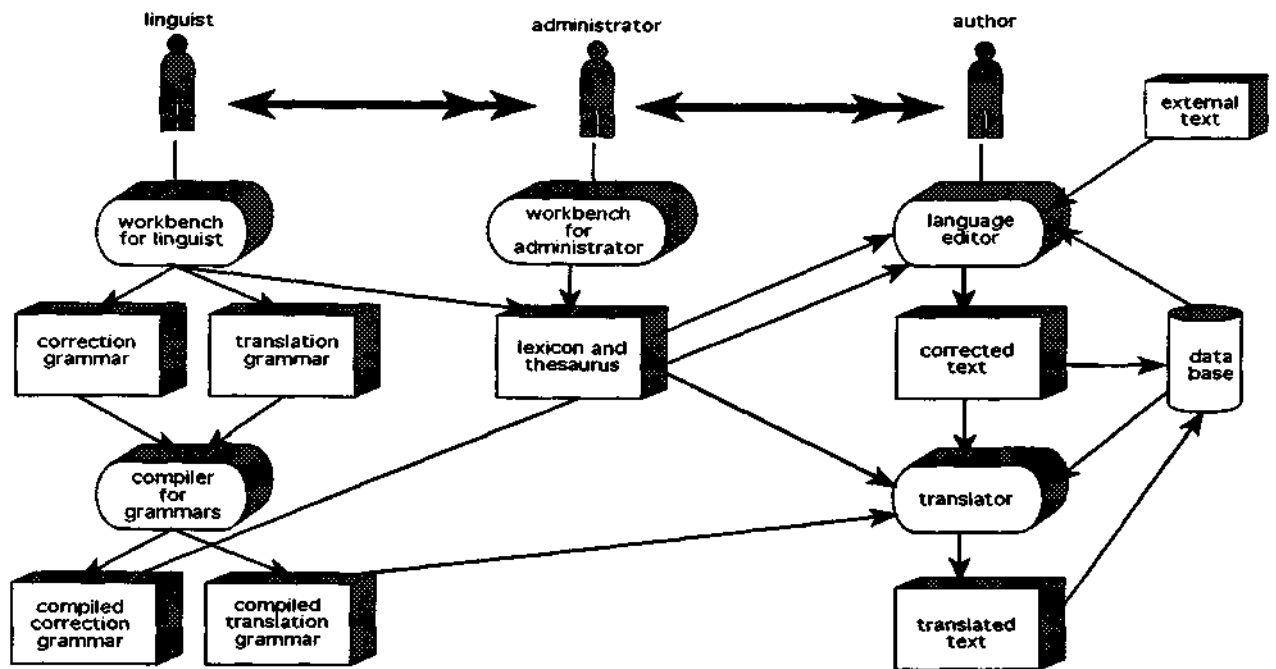 linguist
administrator
author
external
text
workbench
for linguist
workbench
for
administrator
language
editor
correction
grammar
translation
grammar
lexicon and
thesaurus
corrected
text
data
base
compiler
for
grammars
translator
compiled
correction
grammar
compiled
translation
grammar
translated
text